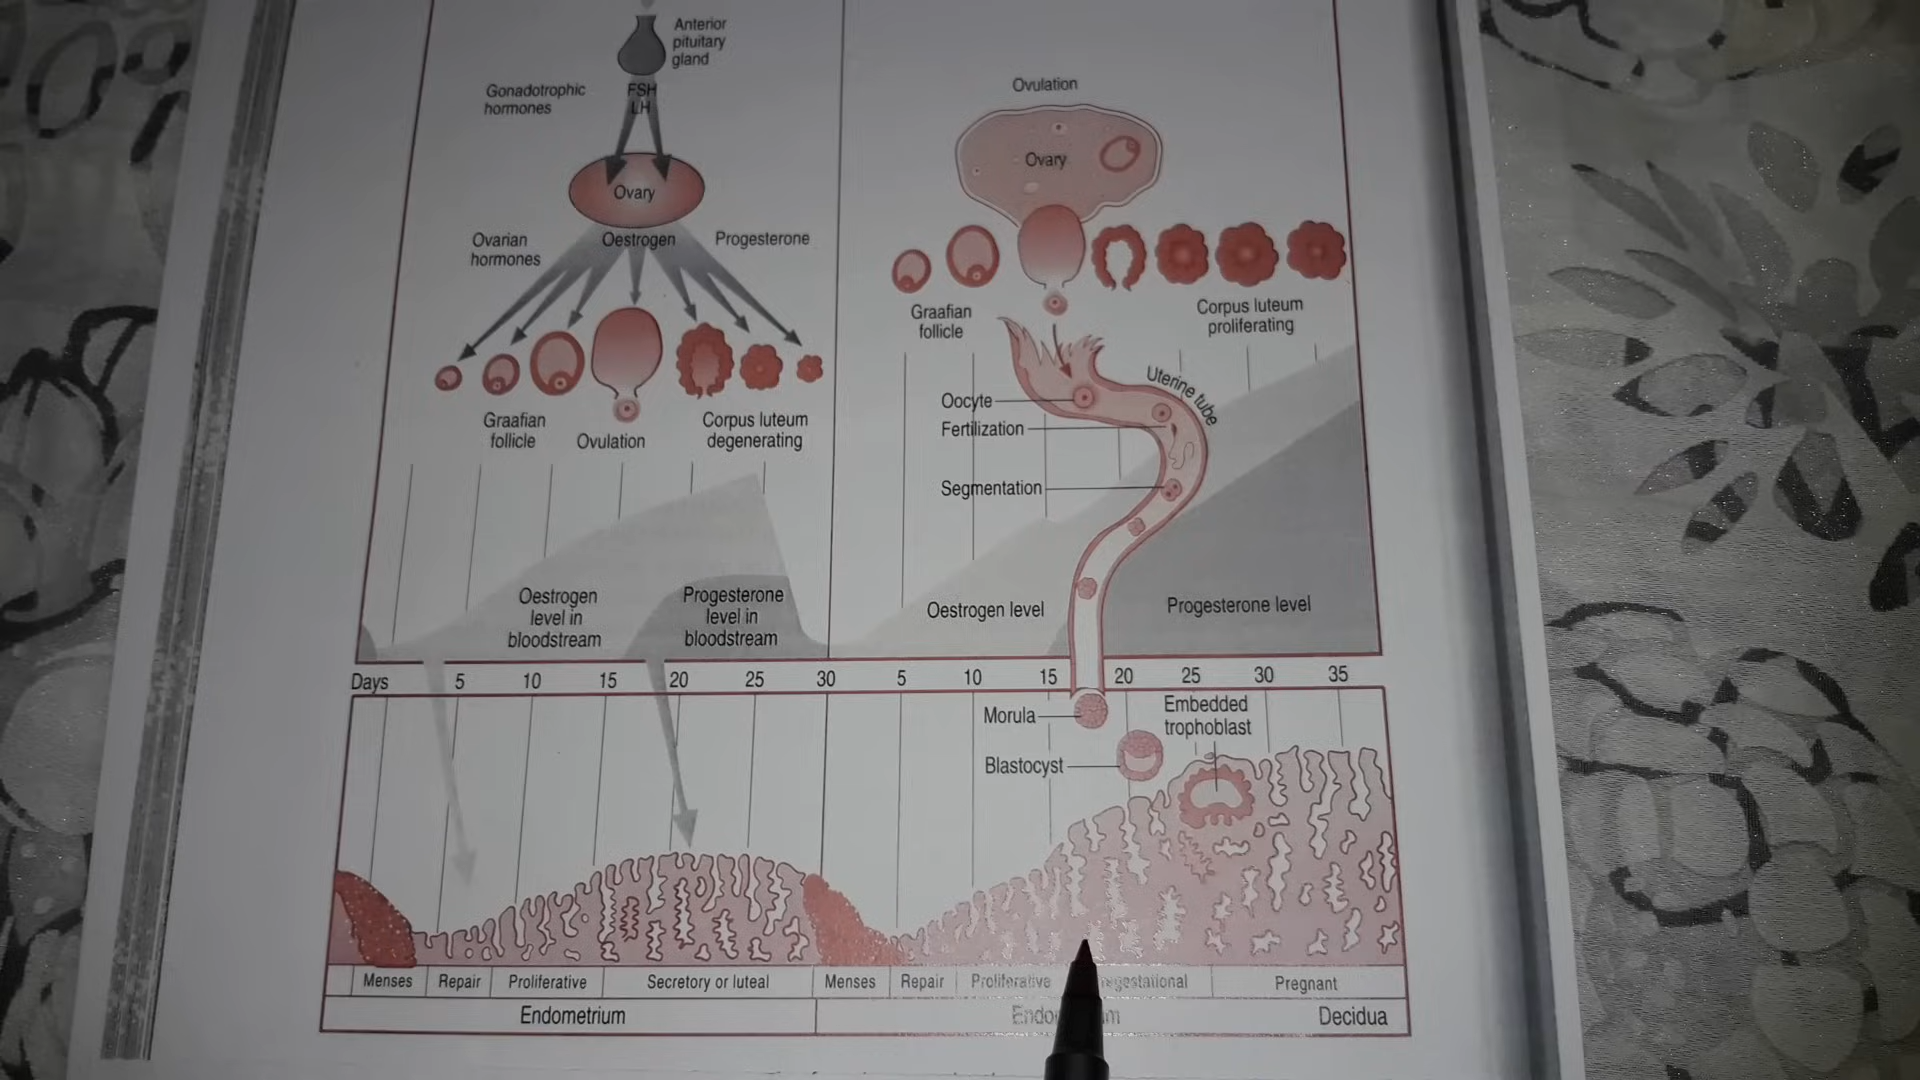 Anterior
pituitary
gland
Gonadotrophic
hormones
FSH
LH
Ovary
Ovarian
hormones
Oestrogen
Progesterone
Graafian
follicle
Ovulation
Corpus luteum
degenerating
Oestrogen
level in
bloodstream
Progesterone
level in
bloodstream
Ovulation
Ovary
Graafian
follicle
Corpus luteum
proliferating
Oocyte
Uterine tube
Fertilization
Segmentation
Oestrogen level
Progesterone level
Days 5 10 15 20 25 30 5 10 15 20 25 30 35
Morula
Embedded
trophoblast
Blastocyst
Menses Repair Proliferative Secretory or luteal Menses Repair Proliferative Pregnant
Endometrium Decidua